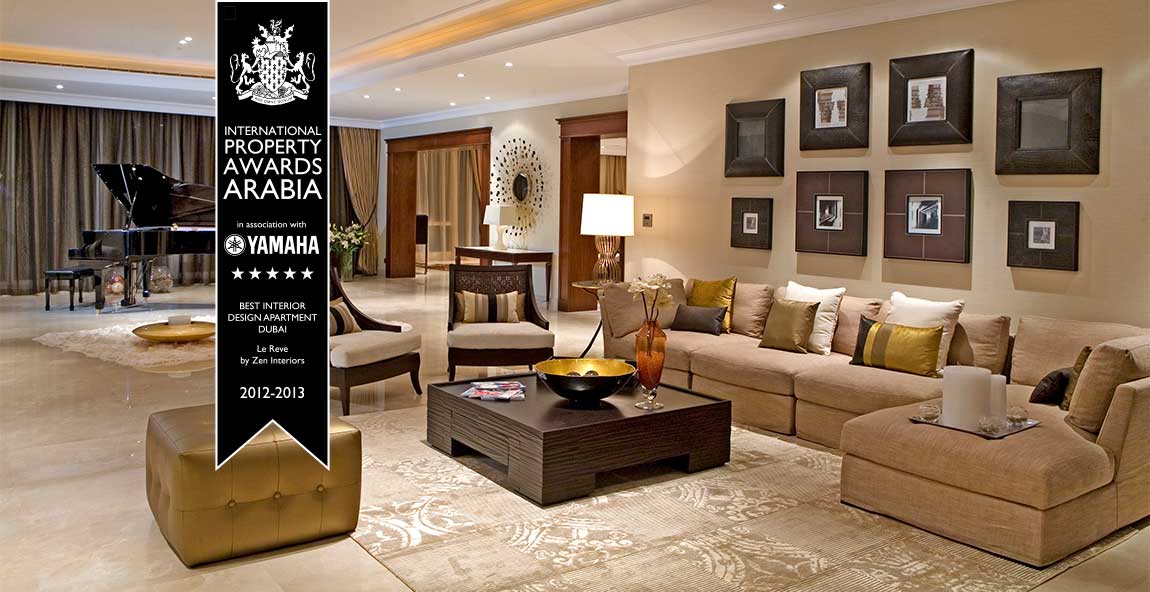 INTERNATIONAL
PROPERTY
AWARDS
ARABIA
in association with
YAMAHA
BEST INTERIOR
DESIGN APARTMENT
DUBAI
Le Reve
by Zen Interiors
2012-2013